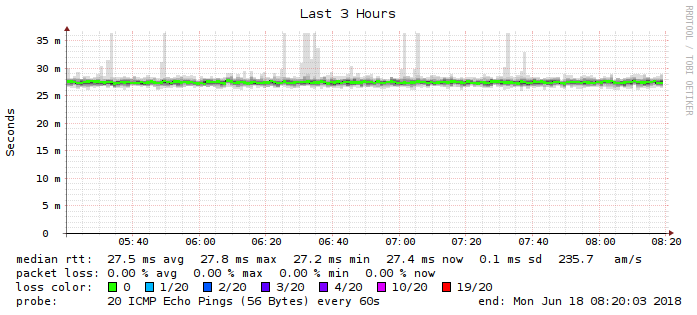 Last 3 Hours
RRDTOOL / TOBI OETIKER
Seconds
35 m
30 m
25 m
20 m
15 m
10 m
5 m
0
05:40 06:00 06:20 06:40 07:00 07:20 07:40 08:00 08:20
median rtt: 27.5 ms avg 27.8 ms max 27.2 ms min 27.4 ms now 0.1 ms sd 235.7 am/s
packet loss: 0.00 % avg 0.00 % max 0.00 % min 0.00 % now
loss color: 0 1/20 2/20 3/20 4/20 10/20 19/20
probe: 20 ICMP Echo Pings (56 Bytes) every 60s end: Mon Jun 18 08:20:03 2018